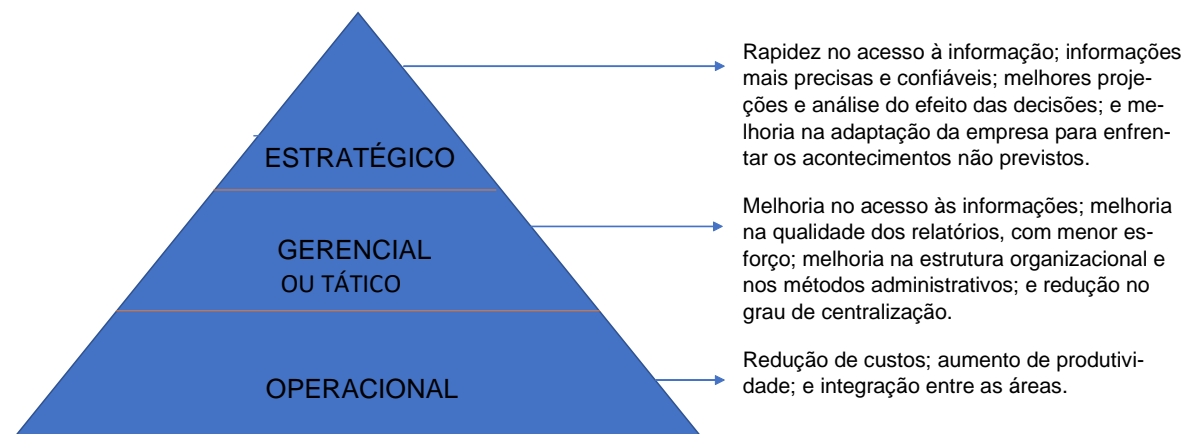 ESTRATÉGICO
Rapidez no acesso à informação; informações
mais precisas e confiáveis; melhores proje-
ções e análise do efeito das decisões; e me-
lhoria na adaptação da empresa para enfren-
tar os acontecimentos não previstos.
GERENCIAL
OU TÁTICO
Melhoria no acesso às informações; melhoria
na qualidade dos relatórios, com menor es-
forço; melhoria na estrutura organizacional e
nos métodos administrativos; e redução no
grau de centralização.
OPERACIONAL
Redução de custos; aumento de produtivi-
dade; e integração entre as áreas.